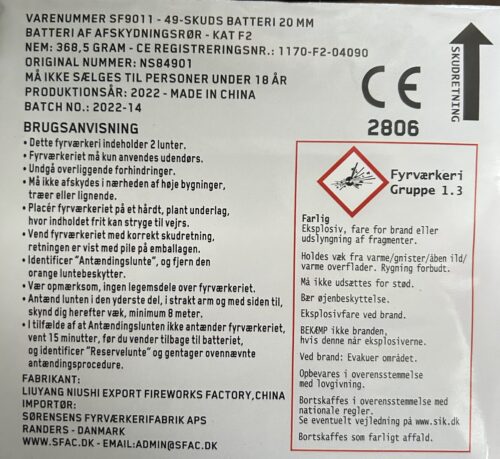 VARENUMMER SF9011 - 49-SKUDS BATTERI 20 MM
BATTERI AF AFSKYDNINGSRØR - KAT F2
NEM: 368,5 GRAM - CE REGISTRERINGSNR.: 1170-F2-04090
ORIGINAL NUMMER: NS84901
MÅ IKKE SÆLGES TIL PERSONER UNDER 18 ÅR
PRODUKTIONSÅR: 2022 - MADE IN CHINA
BATCH NO.: 2022-14
CE
2806
SKUDRETNING
BRUGSANVISNING
• Dette fyrværkeri indeholder 2 lunter.
• Fyrværkeriet må kun anvendes udendørs.
• Undgå overliggende forhindringer.
• Må ikke afskydes i nærheden af høje bygninger,
træer eller lignende.
• Placér fyrværkeriet på et hårdt, plant underlag,
hvor indholdet frit kan stryge til vejrs.
• Vend fyrværkeriet med korrekt skudretning,
retningen er vist med pile på emballagen.
• Identificer "Antændingslunte", og fjern den
orange luntebeskytter.
• Vær opmærksom, ingen legemsdele over fyrværkeriet.
• Antænd lunten i den yderste del, i strakt arm og med siden til,
skynd dig herefter væk, minimum 8 meter.
• I tilfælde af at Antændingslunten ikke antænder fyrværkeriet,
vent 15 minutter, før du vender tilbage til batteriet,
og identificer "Reservelunte" og gentager ovennævnte
antændingsprocedure.
FABRIKANT:
LIUYANG NIUSHI EXPORT FIREWORKS FACTORY,CHINA
IMPORTØR:
SØRENSENS FYRVÆRKERIFABRIK APS
RANDERS - DANMARK
WWW.SFAC.DK - EMAIL:ADMIN@SFAC.DK
Fyrværkeri
Gruppe 1.3
Farlig
Eksplosiv, fare for brand eller
udslyngning af fragmenter.
Holdes væk fra varme/gnister/åben ild/
varme overflader. Rygning forbudt.
Må ikke udsættes for stød.
Bær øjenbeskyttelse.
Eksplosivfare ved brand.
BEKÆMP ikke branden,
hvis denne når eksplosiverne.
Ved brand: Evakuer området.
Opbevares i overensstemmelse
med lovgivning.
Bortskaffes i overensstemmelse med
nationale regler.
Se eventuelt vejledning på www.sik.dk
Bortskaffes som farligt affald.